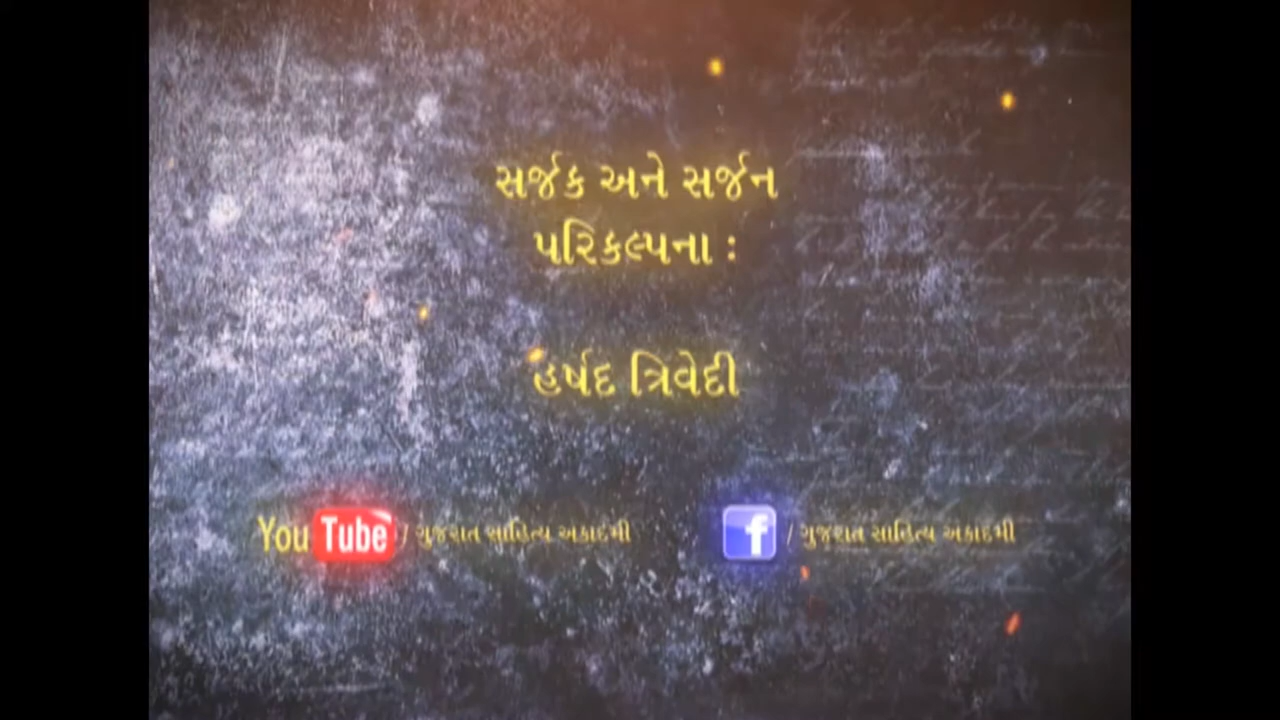 સર્જક અને સર્જન
પરિકલ્પના :
હર્ષદ ત્રિવેદી
YouTube / ગુજરાત સાહિત્ય અકાદમી
f / ગુજરાત સાહિત્ય અકાદમી